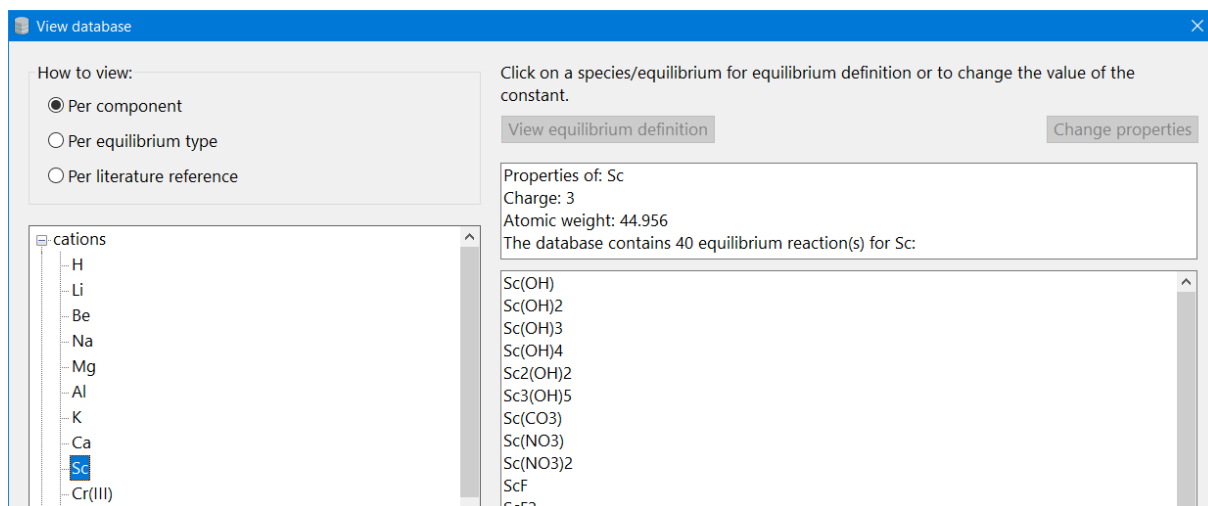 View database
How to view:
Per component
Per equilibrium type
Per literature reference
cations
H
Li
Be
Na
Mg
Al
K
Ca
Sc
Cr(III)
Click on a species/equilibrium for equilibrium definition or to change the value of the
constant.
View equilibrium definition
Change properties
Properties of: Sc
Charge: 3
Atomic weight: 44.956
The database contains 40 equilibrium reaction(s) for Sc:
Sc(OH)
Sc(OH)2
Sc(OH)3
Sc(OH)4
Sc2(OH)2
Sc3(OH)5
Sc(CO3)
Sc(NO3)
Sc(NO3)2
ScF